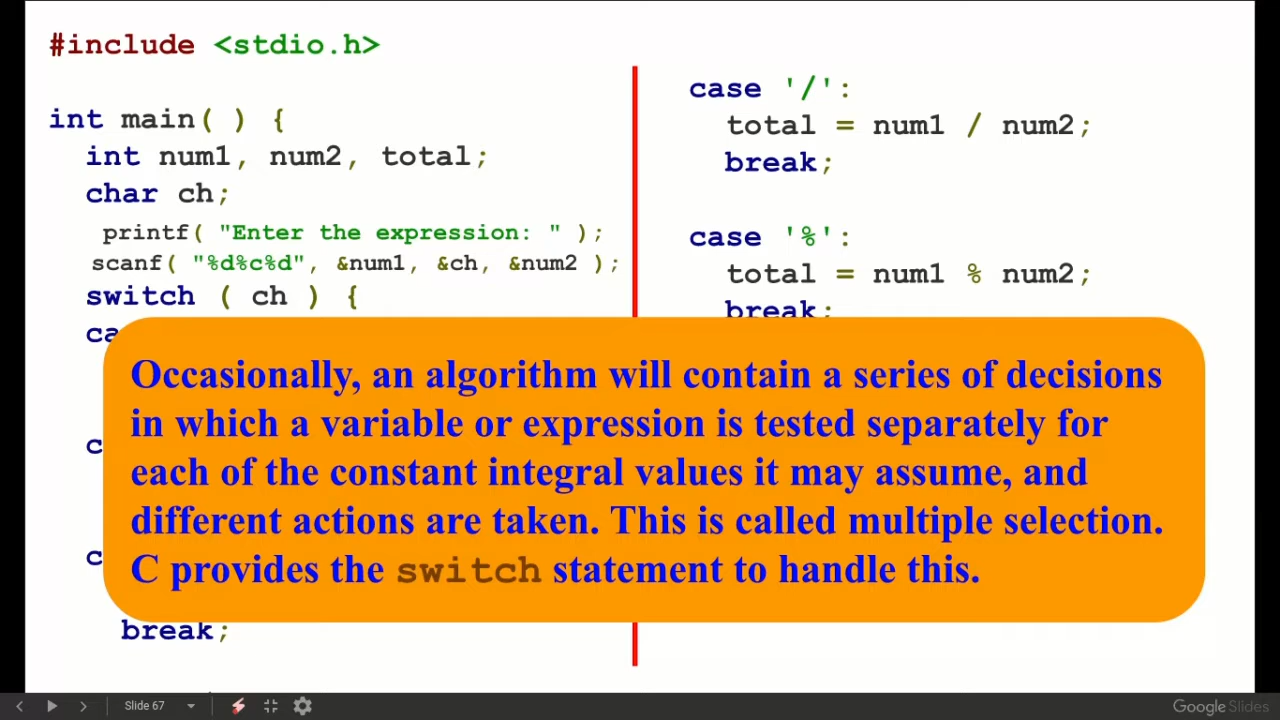 #include <stdio.h>
int main( ) {
int num1, num2, total;
char ch;
printf( "Enter the expression: " );
scanf( "%d%c%d", &num1, &ch, &num2 );
switch ( ch ) {
break;
case '/':
total = num1 / num2;
break;
case '%':
total = num1 % num2;
break;
Occasionally, an algorithm will contain a series of decisions
in which a variable or expression is tested separately for
each of the constant integral values it may assume, and
different actions are taken. This is called multiple selection.
C provides the switch statement to handle this.
Slide 67
Google Slides